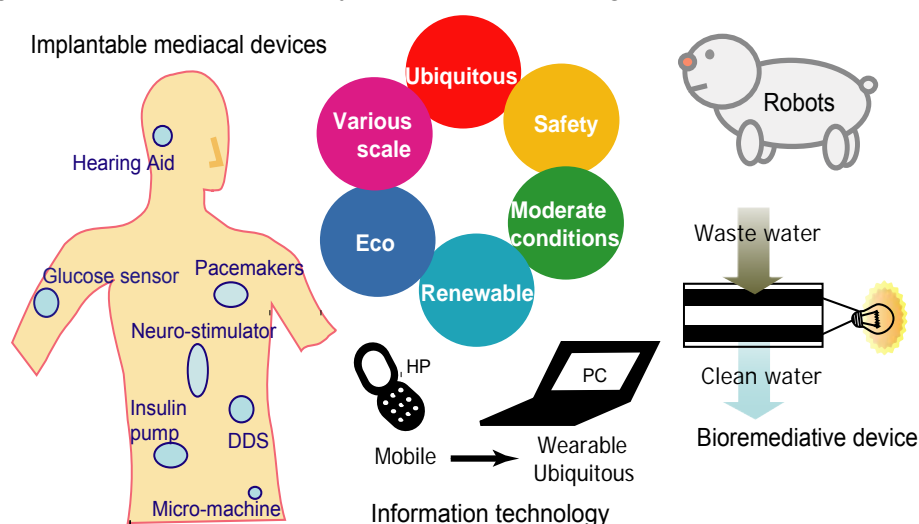 Implantable mediacal devices
Hearing Aid
Glucose sensor
Pacemakers
Neuro-stimulator
Insulin
pump
DDS
Micro-machine
Ubiquitous
Various
scale
Safety
Eco
Moderate
conditions
Renewable
HP
PC
Mobile
Wearable
Ubiquitous
Information technology
Robots
Waste water
Clean water
Bioremediative device